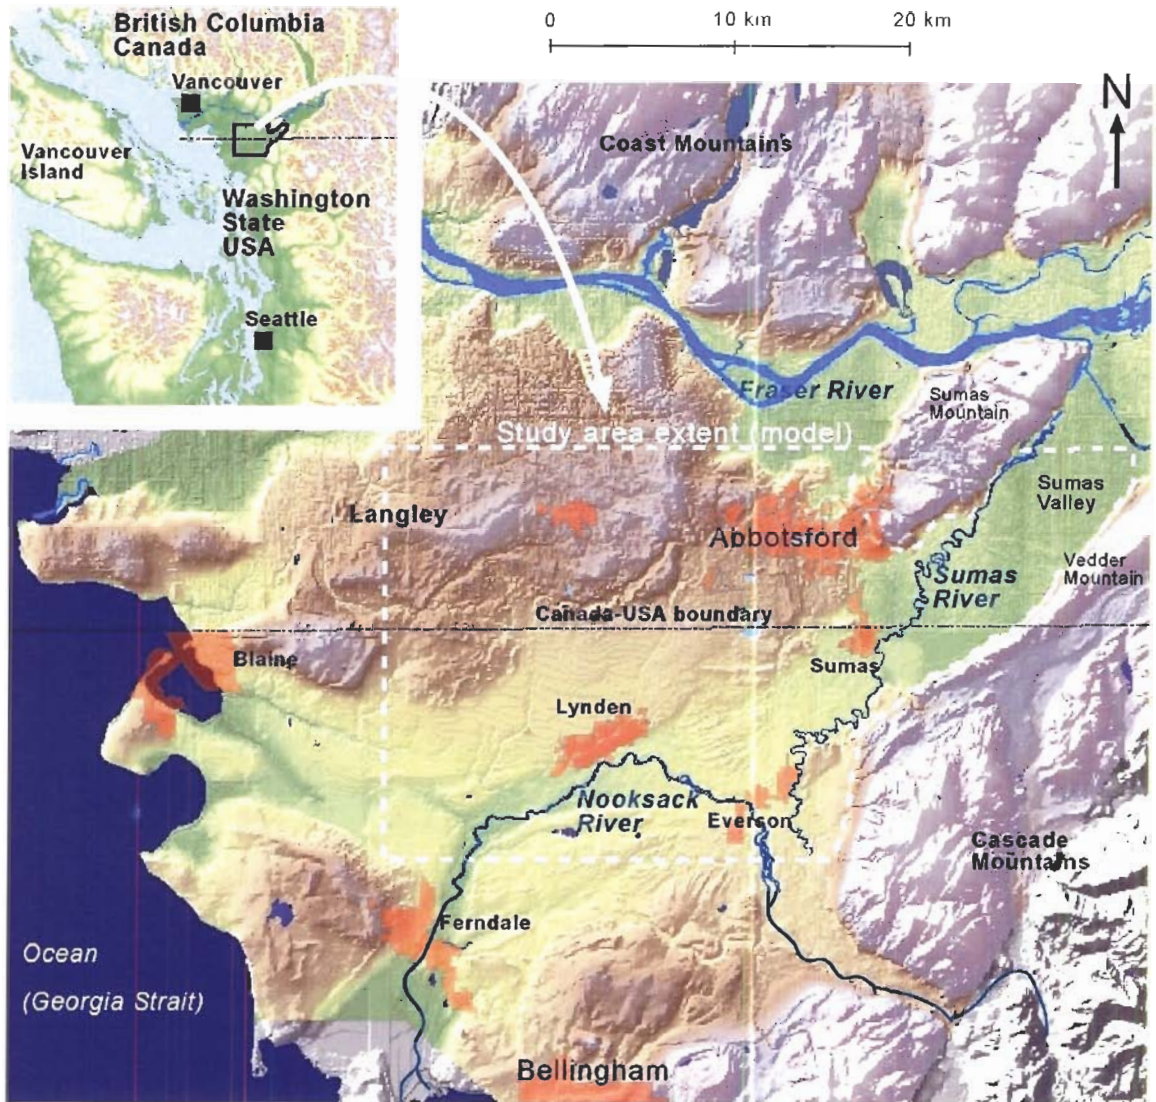 British Columbia
Canada
Vancouver
Vancouver
Island
Washington
State
USA
Seattle
0 10 km 20 km
N
Coast Mountains
Fraser River
Sumas
Mountain
Study area extent (model)
Sumas
Valley
Langley
Abbotsford
Vedder
Mountain
Sumas
River
Canada-USA boundary
Blaine
Sumas
Lynden
Nooksack
River
Everson
Cascade
Mountains
Ferndale
Ocean
(Georgia Strait)
Bellingham